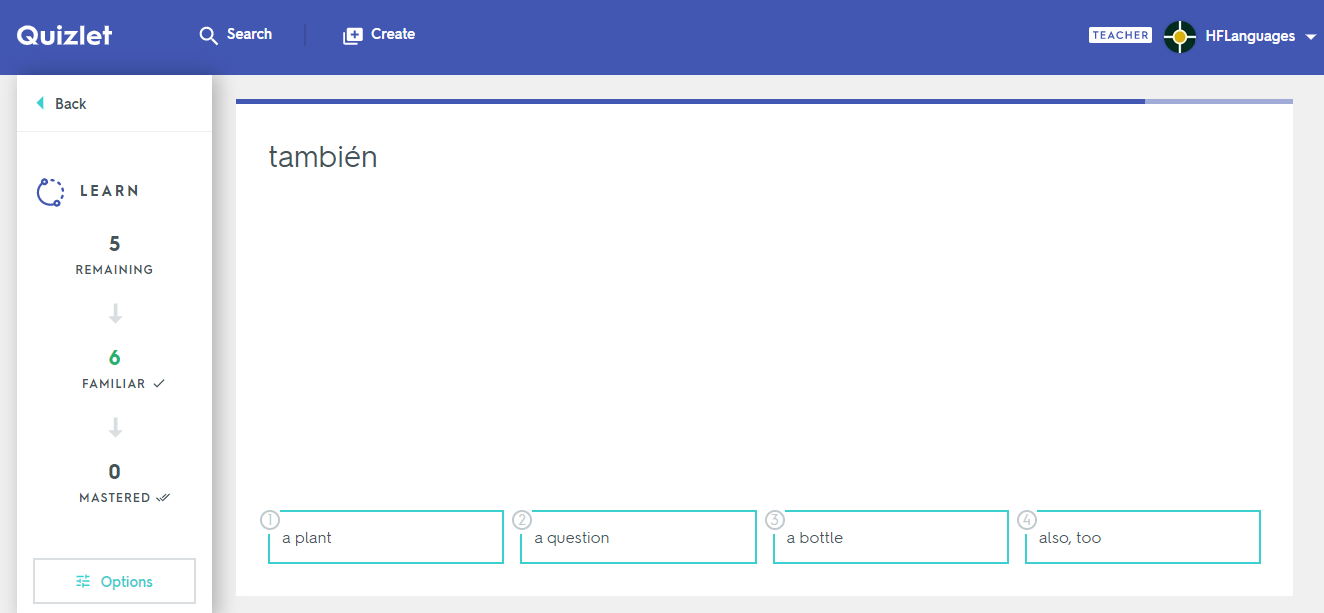 Quizlet
Search
Create
TEACHER
HFLanguages
Back
LEARN
5
REMAINING
6
FAMILIAR
0
MASTERED
Options
también
1
a plant
2
a question
3
a bottle
4
also, too